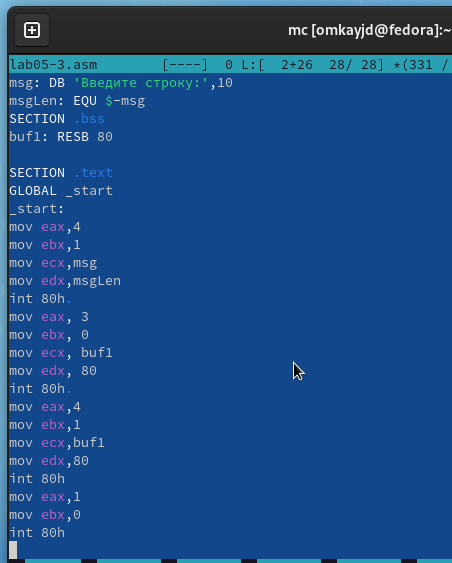 mc [omkayjd@fedora]:~
lab05-3.asm [----] 0 L:[ 2+26 28/ 28] *(331 /
msg: DB 'Введите строку:',10
msgLen: EQU $-msg
SECTION .bss
buf1: RESB 80
SECTION .text
GLOBAL _start
_start:
mov eax,4
mov ebx,1
mov ecx,msg
mov edx,msgLen
int 80h.
mov eax, 3
mov ebx, 0
mov ecx, buf1
mov edx, 80
int 80h.
mov eax,4
mov ebx,1
mov ecx,buf1
mov edx,80
int 80h
mov eax,1
mov ebx,0
int 80h